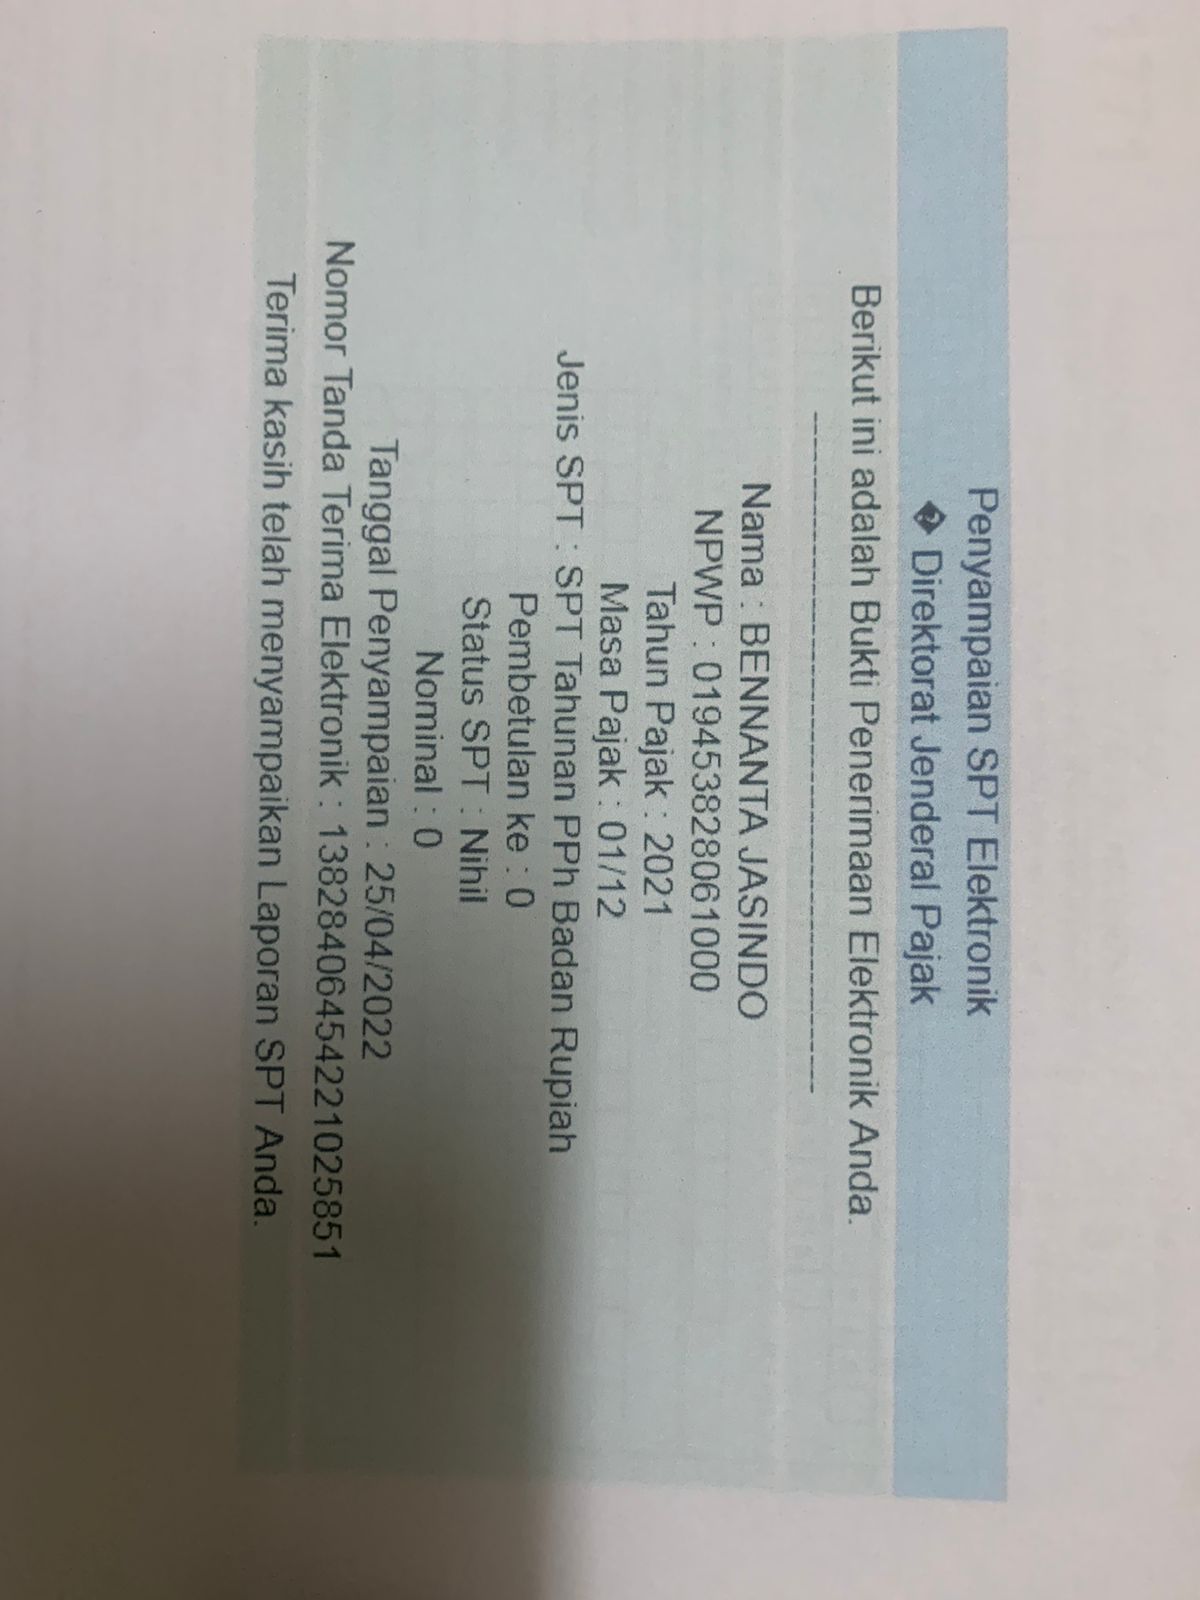 Penyampaian SPT Elektronik
� Direktorat Jenderal Pajak
Berikut ini adalah Bukti Penerimaan Elektronik Anda.
------------------------------------------------------------
Nama : BENNANTA JASINDO
NPWP : 019453828061000
Tahun Pajak : 2021
Masa Pajak : 01/12
Jenis SPT : SPT Tahunan PPh Badan Rupiah
Pembetulan ke : 0
Status SPT : Nihil
Nominal : 0
Tanggal Penyampaian : 25/04/2022
Nomor Tanda Terima Elektronik : 13828406454221025851
Terima kasih telah menyampaikan Laporan SPT Anda.